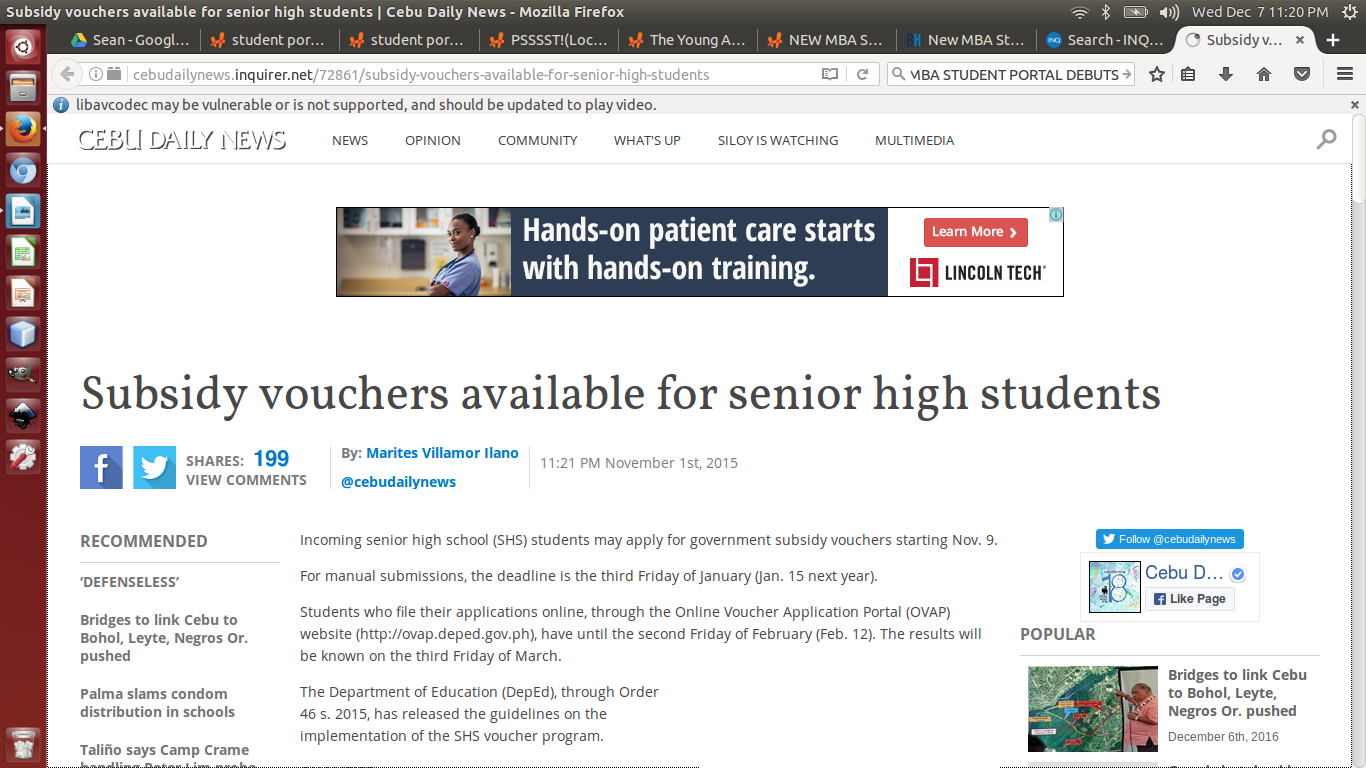 Subsidy vouchers available for senior high students | Cebu Daily News - Mozilla Firefox
Wed Dec 7 11:20 PM
Sean - Googl...
student por...
student por...
PSSSST!(Loc...
The Young A...
NEW MBA S...
New MBA St...
Search - INQ...
Subsidy v...
cebudailynews.inquirer.net/72861/subsidy-vouchers-available-for-senior-high-students
MBA STUDENT PORTAL DEBUTS
libavcodec may be vulnerable or is not supported, and should be updated to play video.
CEBU DAILY NEWS
NEWS
OPINION
COMMUNITY
WHAT'S UP
SILOY IS WATCHING
MULTIMEDIA
Hands-on patient care starts
with hands-on training.
Learn More
LINCOLN TECH
Subsidy vouchers available for senior high students
SHARES: 199
VIEW COMMENTS
By: Marites Villamor Ilano
@cebudailynews
11:21 PM November 1st, 2015
RECOMMENDED
‘DEFENSELESS’
Bridges to link Cebu to
Bohol, Leyte, Negros Or.
pushed
Palma slams condom
distribution in schools
Taliño says Camp Crame
handling Peter Lim probe
Incoming senior high school (SHS) students may apply for government subsidy vouchers starting Nov. 9.
For manual submissions, the deadline is the third Friday of January (Jan. 15 next year).
Students who file their applications online, through the Online Voucher Application Portal (OVAP)
website (http://ovap.deped.gov.ph), have until the second Friday of February (Feb. 12). The results will
be known on the third Friday of March.
The Department of Education (DepEd), through Order
46 s. 2015, has released the guidelines on the
implementation of the SHS voucher program.
Follow @cebudailynews
18
Cebu D...
Like Page
POPULAR
Bridges to link Cebu
to Bohol, Leyte,
Negros Or. pushed
December 6th, 2016